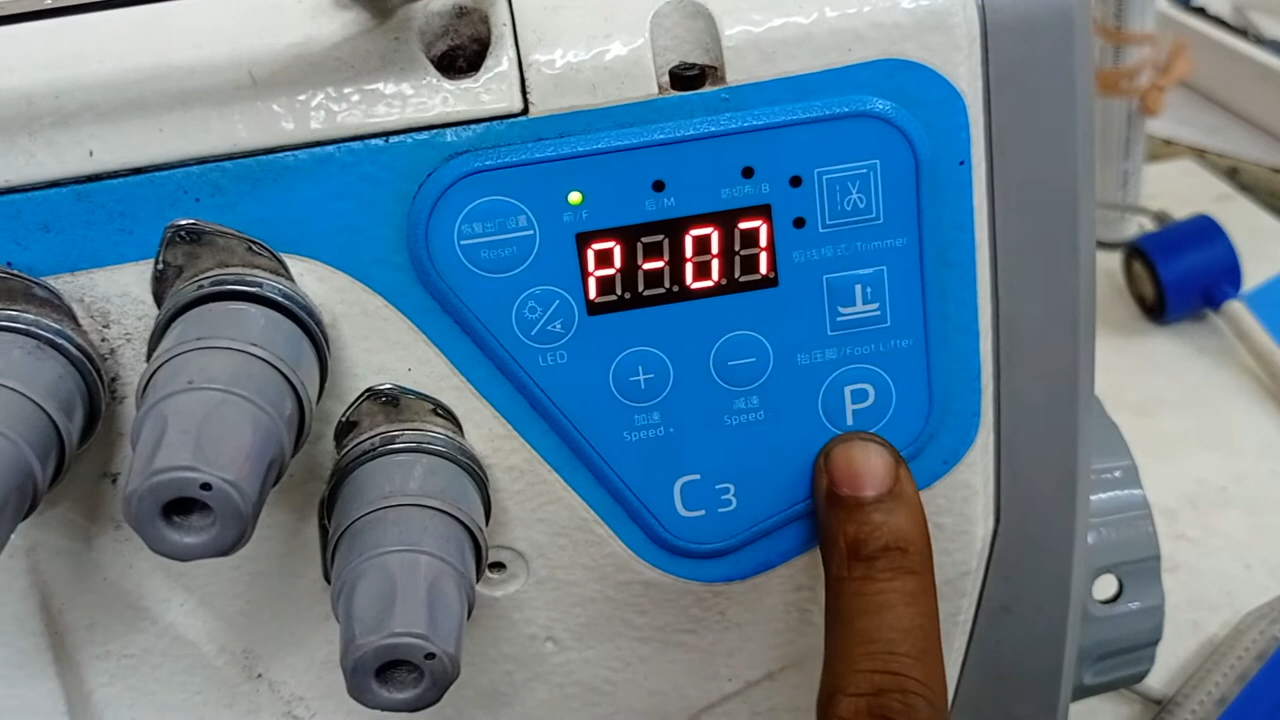 恢复出厂设置
Reset
前/F
后/M
防切布/B
P-07
剪线模式/Trimmer
LED
+
加速
Speed +
−
减速
Speed
抬压脚/Foot Lifter
P
C3